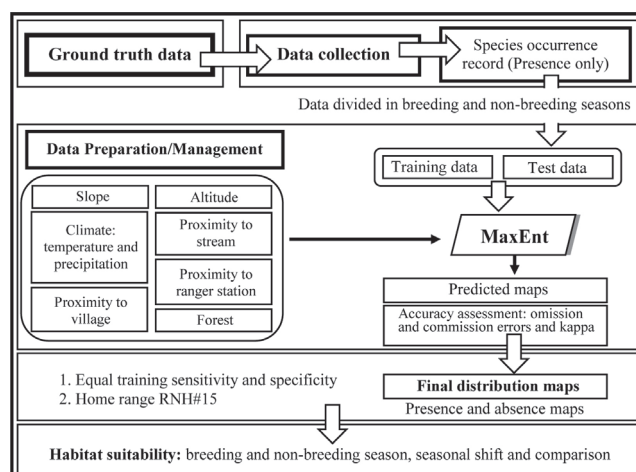 Ground truth data
Data collection
Species occurrence
record (Presence only)
Data divided in breeding and non-breeding seasons
Data Preparation/Management
Training data
Test data
Slope
Altitude
Climate:
temperature and
precipitation
Proximity to
stream
Proximity to
ranger station
Proximity to
village
Forest
MaxEnt
Predicted maps
Accuracy assessment: omission
and commission errors and kappa
1. Equal training sensitivity and specificity
2. Home range RNH#15
Final distribution maps
Presence and absence maps
Habitat suitability: breeding and non-breeding season, seasonal shift and comparison